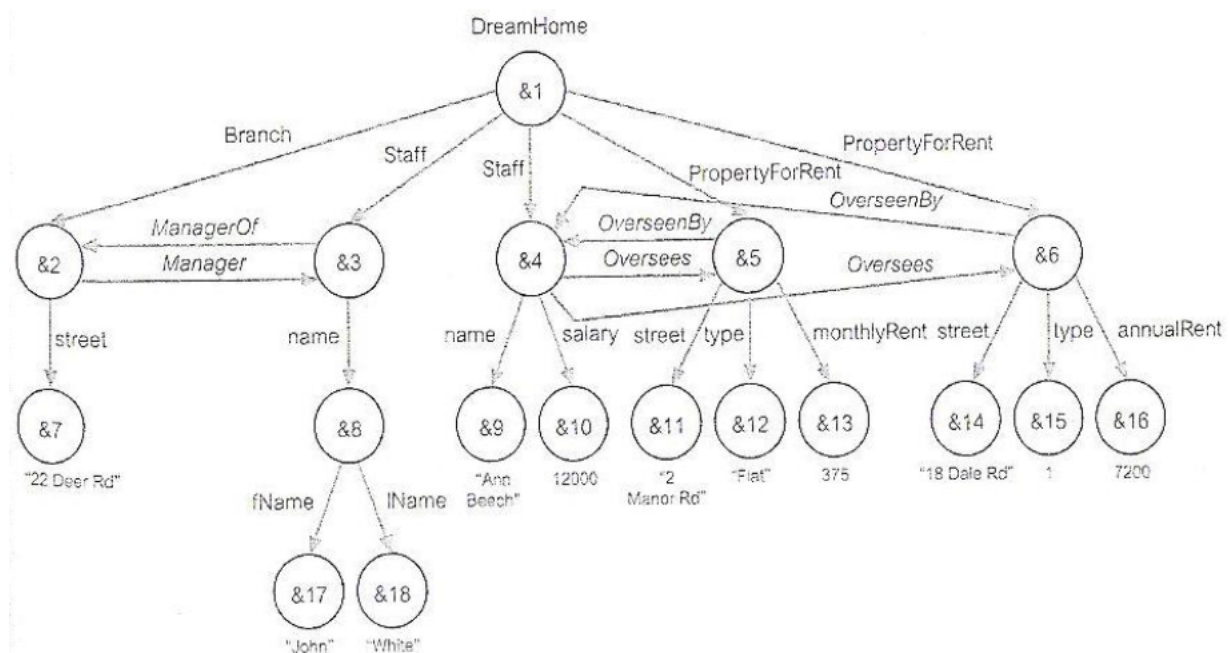 DreamHome
&1
Branch
Staff
Staff
PropertyForRent
PropertyForRent
OverseenBy
ManagerOf
OverseenBy
&2
Manager
&3
&4
Oversees
&5
Oversees
&6
street
name
name
salary
street
type
monthlyRent
street
type
annualRent
&7
&8
&9
&10
&11
&12
&13
&14
&15
&16
"22 Deer Rd"
"Ann
Beech"
12000
"2
Manor Rd"
"Flat"
375
"18 Dale Rd"
1
7200
fName
lName
&17
&18
"John"
"White"